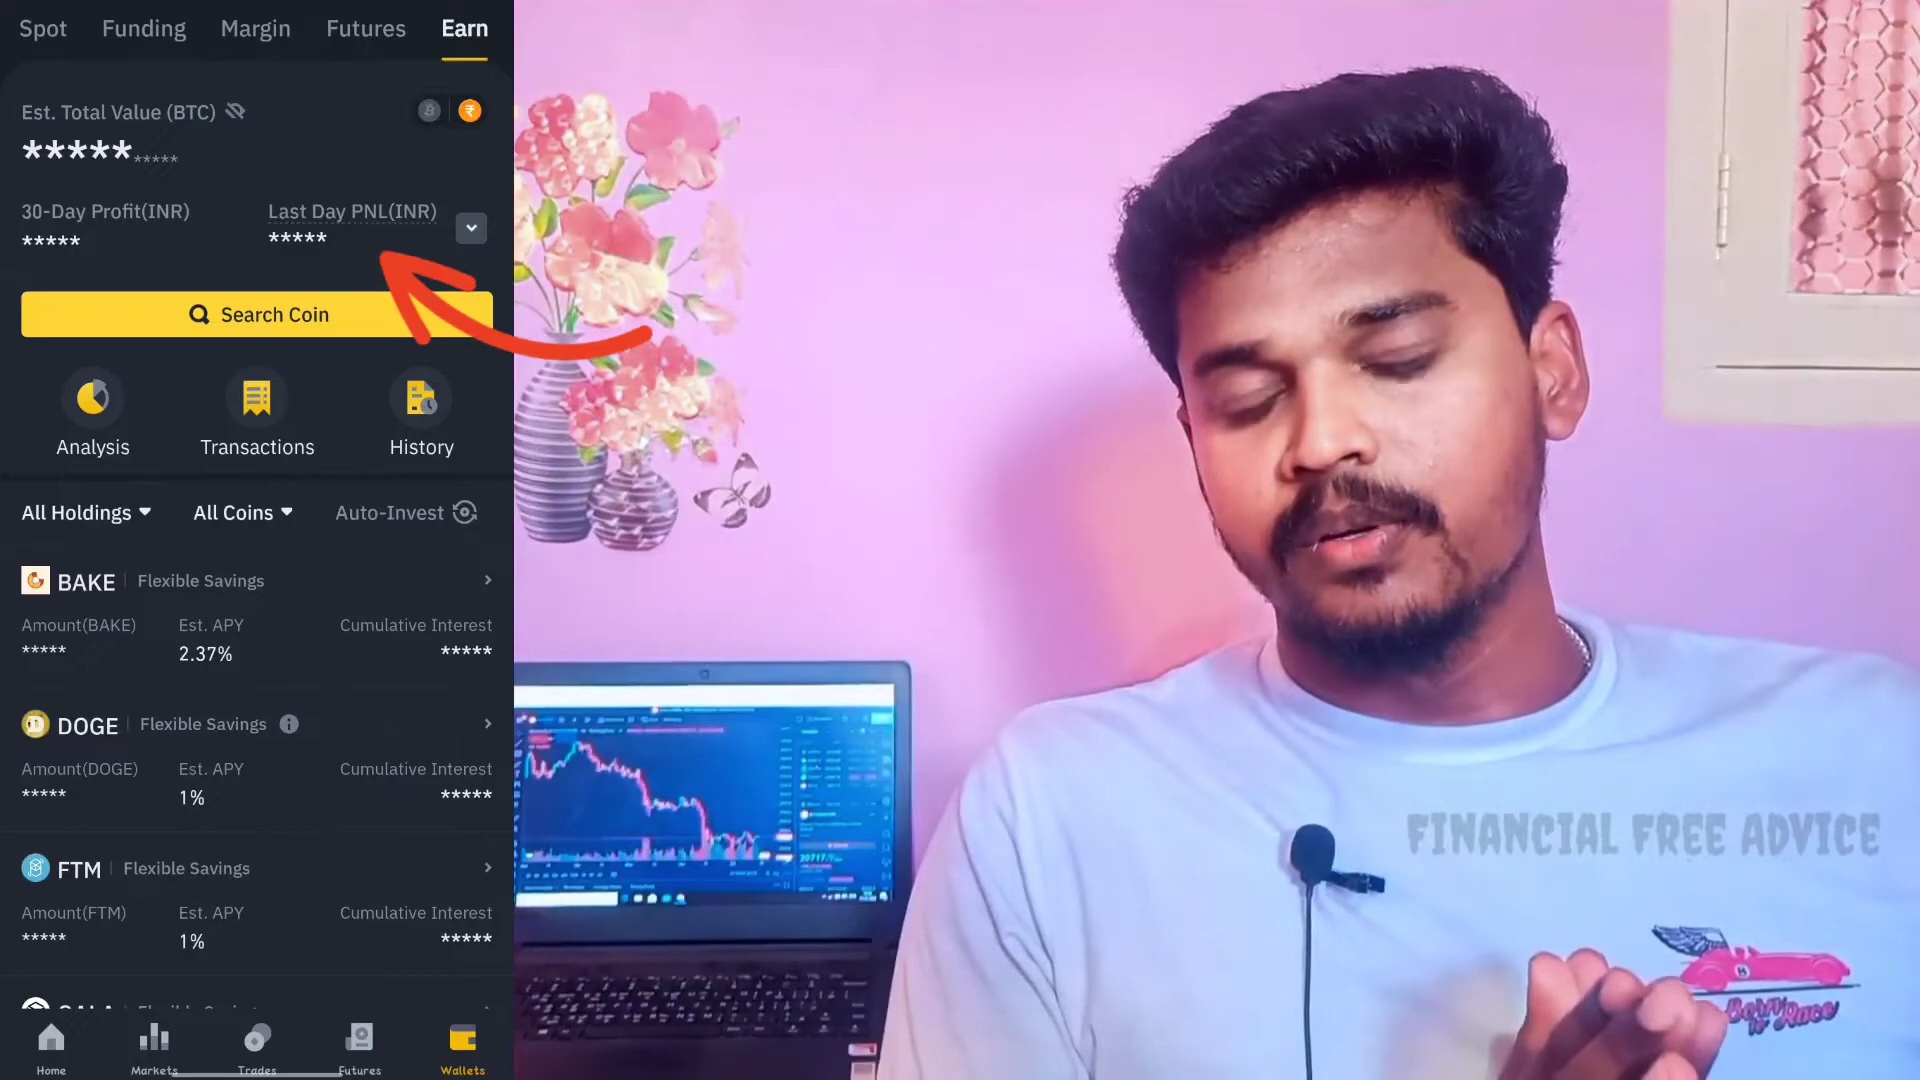 Spot Funding Margin Futures Earn
Est. Total Value (BTC)
**********
30-Day Profit(INR) Last Day PNL(INR)
***** *****
Search Coin
Analysis Transactions History
All Holdings All Coins Auto-Invest
BAKE Flexible Savings
Amount(BAKE) Est. APY Cumulative Interest
***** 2.37% *****
DOGE Flexible Savings
Amount(DOGE) Est. APY Cumulative Interest
***** 1% *****
FTM Flexible Savings
Amount(FTM) Est. APY Cumulative Interest
***** 1% *****
Home Markets Trades Futures Wallets
FINANCIAL FREE ADVICE
Born
To Race